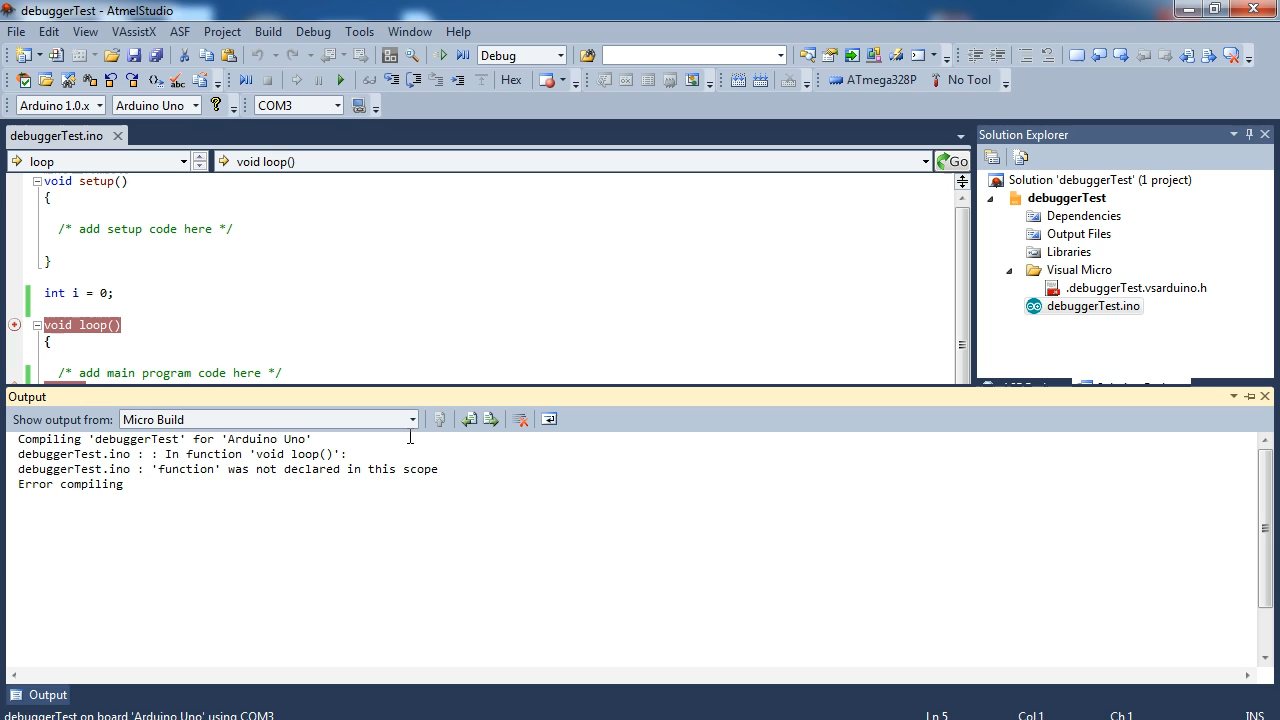 debuggerTest - AtmelStudio
File Edit View VAssistX ASF Project Build Debug Tools Window Help
Debug
Hex ATmega328P No Tool
Arduino 1.0.x Arduino Uno COM3
debuggerTest.ino
loop void loop() Go
void setup()
{
/* add setup code here */
}
int i = 0;
void loop()
{
/* add main program code here */
Solution Explorer
Solution 'debuggerTest' (1 project)
debuggerTest
Dependencies
Output Files
Libraries
Visual Micro
.debuggerTest.vsarduino.h
debuggerTest.ino
Output
Show output from: Micro Build
Compiling 'debuggerTest' for 'Arduino Uno'
debuggerTest.ino : : In function 'void loop()':
debuggerTest.ino : 'function' was not declared in this scope
Error compiling
Output
debuggerTest on board 'Arduino Uno' using COM3 Ln 5 Col 1 Ch 1 INS